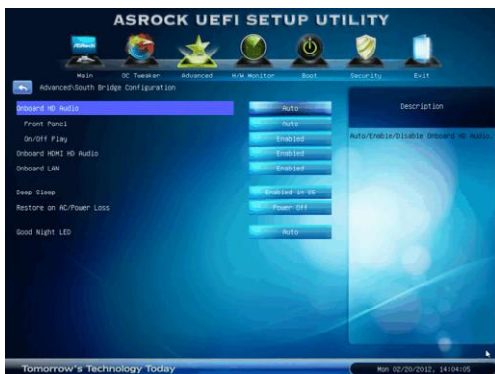 ASROCK UEFI SETUP UTILITY
ASRock
Main OC Tweaker Advanced H/W Monitor Boot Security Exit
Advanced\South Bridge Configuration
Description
Onboard HD Audio Auto
Front Panel Auto
Auto/Enable/Disable Onboard HD Audio.
On/Off Play Enabled
Onboard HDMI HD Audio Enabled
Onboard LAN Enabled
Deep Sleep Enabled in S5
Restore on AC/Power Loss Power Off
Good Night LED Auto
Tomorrow's Technology Today
Mon 02/20/2012, 14:04:05